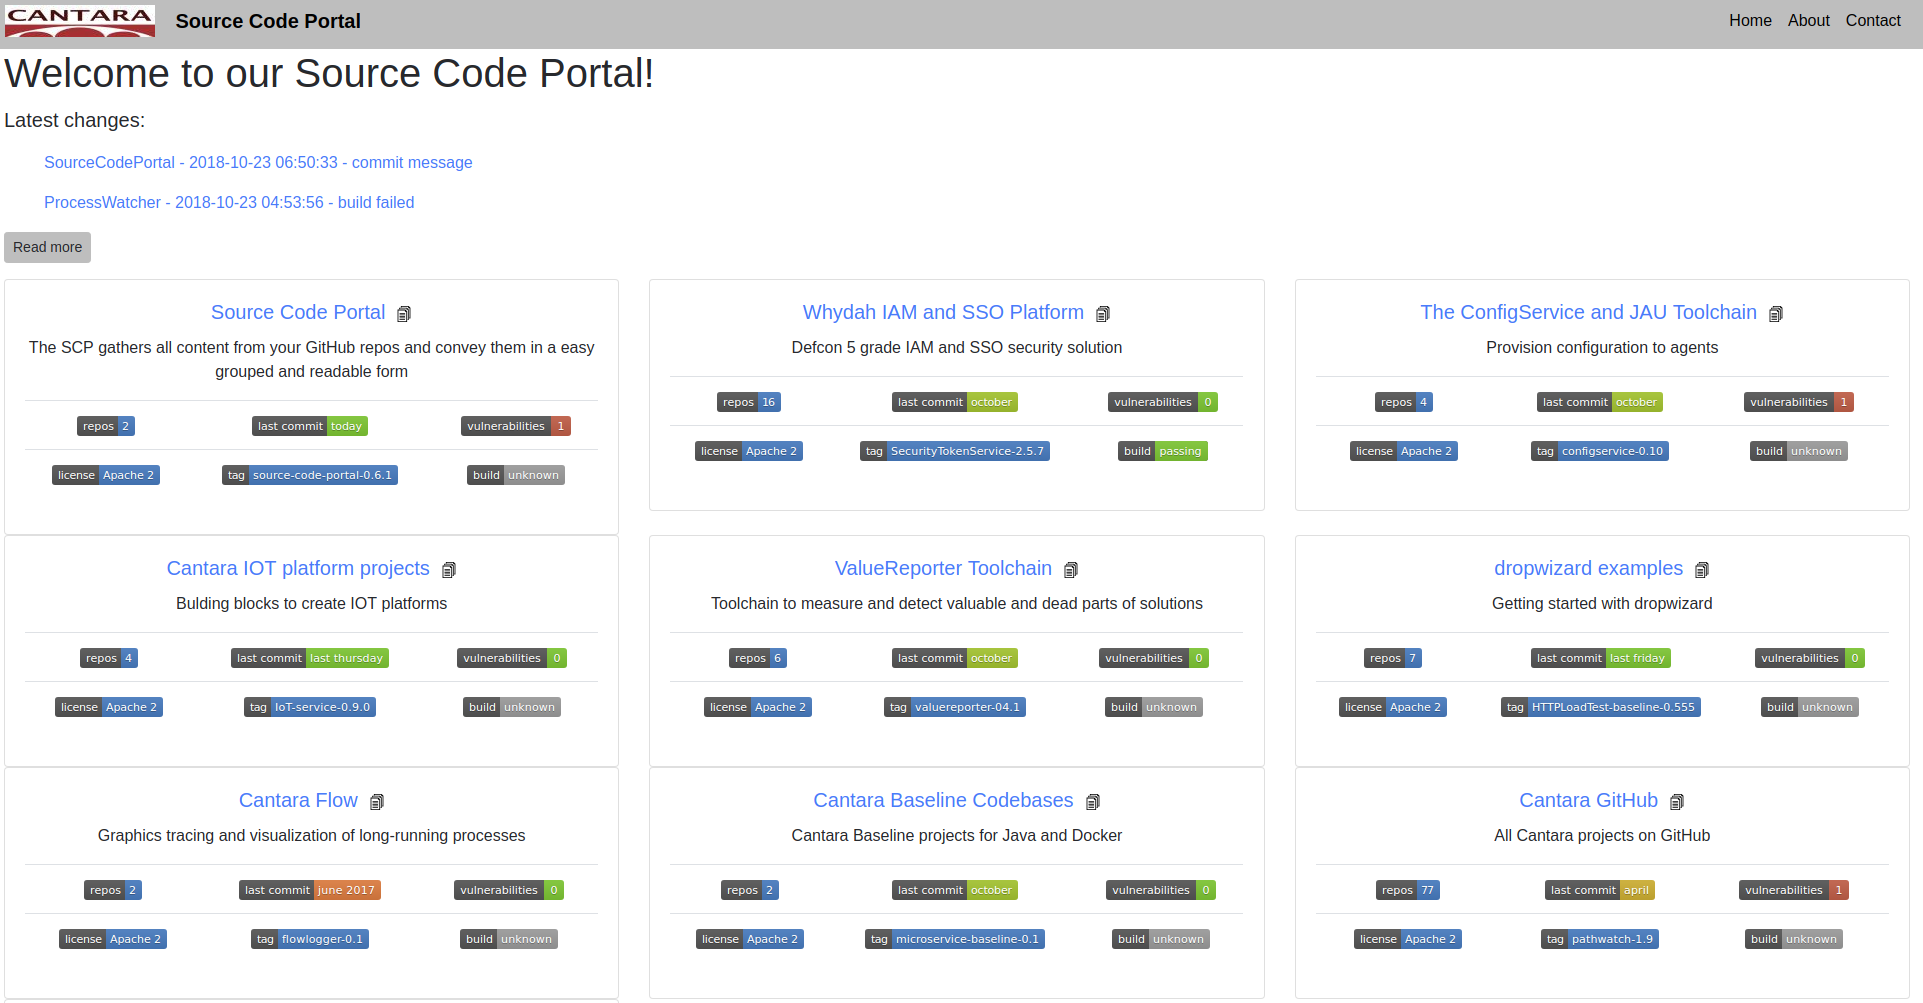 CANTARA
Source Code Portal
Home About Contact
Welcome to our Source Code Portal!
Latest changes:
SourceCodePortal - 2018-10-23 06:50:33 - commit message
ProcessWatcher - 2018-10-23 04:53:56 - build failed
Read more
Source Code Portal
The SCP gathers all content from your GitHub repos and convey them in a easy
grouped and readable form
repos 2 last commit today vulnerabilities 1
license Apache 2 tag source-code-portal-0.6.1 build unknown
Whydah IAM and SSO Platform
Defcon 5 grade IAM and SSO security solution
repos 16 last commit october vulnerabilities 0
license Apache 2 tag SecurityTokenService-2.5.7 build passing
The ConfigService and JAU Toolchain
Provision configuration to agents
repos 4 last commit october vulnerabilities 1
license Apache 2 tag configservice-0.10 build unknown
Cantara IOT platform projects
Bulding blocks to create IOT platforms
repos 4 last commit last thursday vulnerabilities 0
license Apache 2 tag IoT-service-0.9.0 build unknown
ValueReporter Toolchain
Toolchain to measure and detect valuable and dead parts of solutions
repos 6 last commit october vulnerabilities 0
license Apache 2 tag valuereporter-04.1 build unknown
dropwizard examples
Getting started with dropwizard
repos 7 last commit last friday vulnerabilities 0
license Apache 2 tag HTTPLoadTest-baseline-0.555 build unknown
Cantara Flow
Graphics tracing and visualization of long-running processes
repos 2 last commit june 2017 vulnerabilities 0
license Apache 2 tag flowlogger-0.1 build unknown
Cantara Baseline Codebases
Cantara Baseline projects for Java and Docker
repos 2 last commit october vulnerabilities 0
license Apache 2 tag microservice-baseline-0.1 build unknown
Cantara GitHub
All Cantara projects on GitHub
repos 77 last commit april vulnerabilities 1
license Apache 2 tag pathwatch-1.9 build unknown